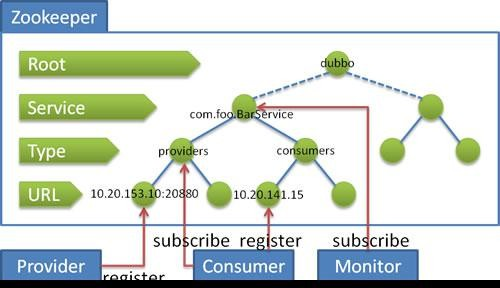 Zookeeper
Root
dubbo
Service
com.foo.BarService
Type
providers
consumers
URL
10.20.153.10:20880
10.20.141.15
subscribe
register
subscribe
Provider
register
Consumer
Monitor